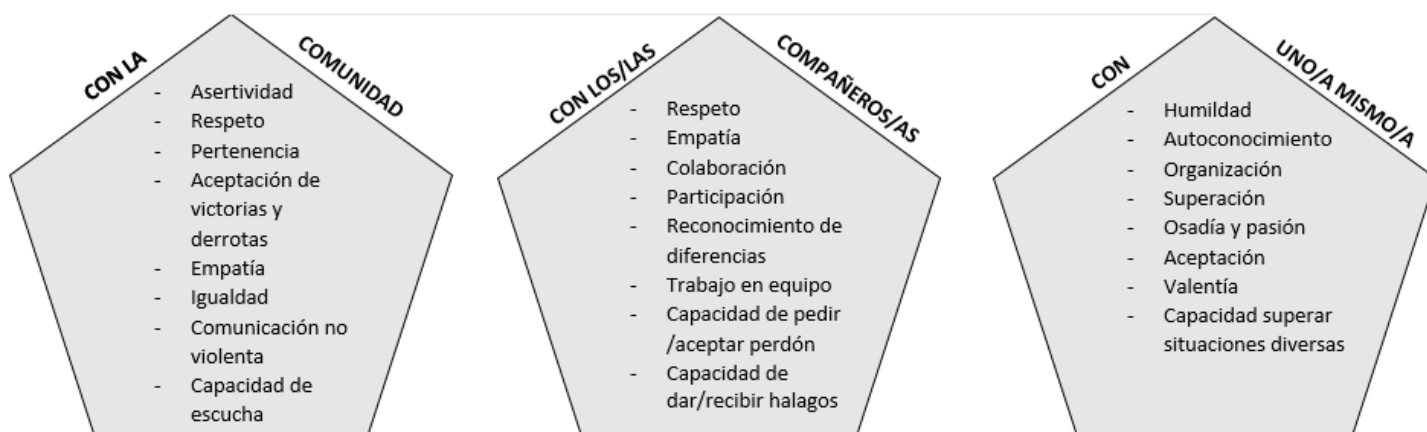 CON LA COMUNIDAD
- Asertividad
- Respeto
- Pertenencia
- Aceptación de
victorias y
derrotas
- Empatía
- Igualdad
- Comunicación no
violenta
- Capacidad de
escucha
CON LOS/LAS COMPAÑEROS/AS
- Respeto
- Empatía
- Colaboración
- Participación
- Reconocimiento de
diferencias
- Trabajo en equipo
- Capacidad de pedir
/aceptar perdón
- Capacidad de
dar/recibir halagos
CON UNO/A MISMO/A
- Humildad
- Autoconocimiento
- Organización
- Superación
- Osadía y pasión
- Aceptación
- Valentía
- Capacidad superar
situaciones diversas